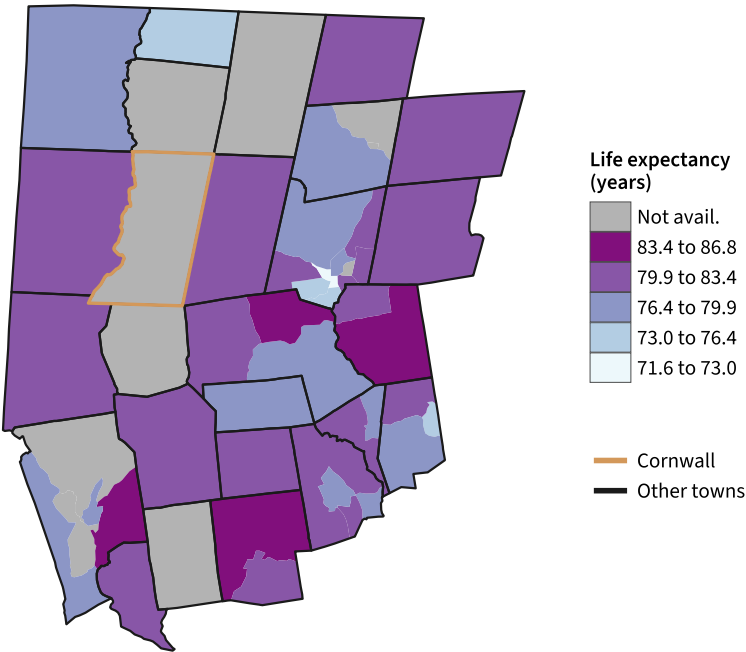 Life expectancy
(years)
Not avail.
83.4 to 86.8
79.9 to 83.4
76.4 to 79.9
73.0 to 76.4
71.6 to 73.0
Cornwall
Other towns